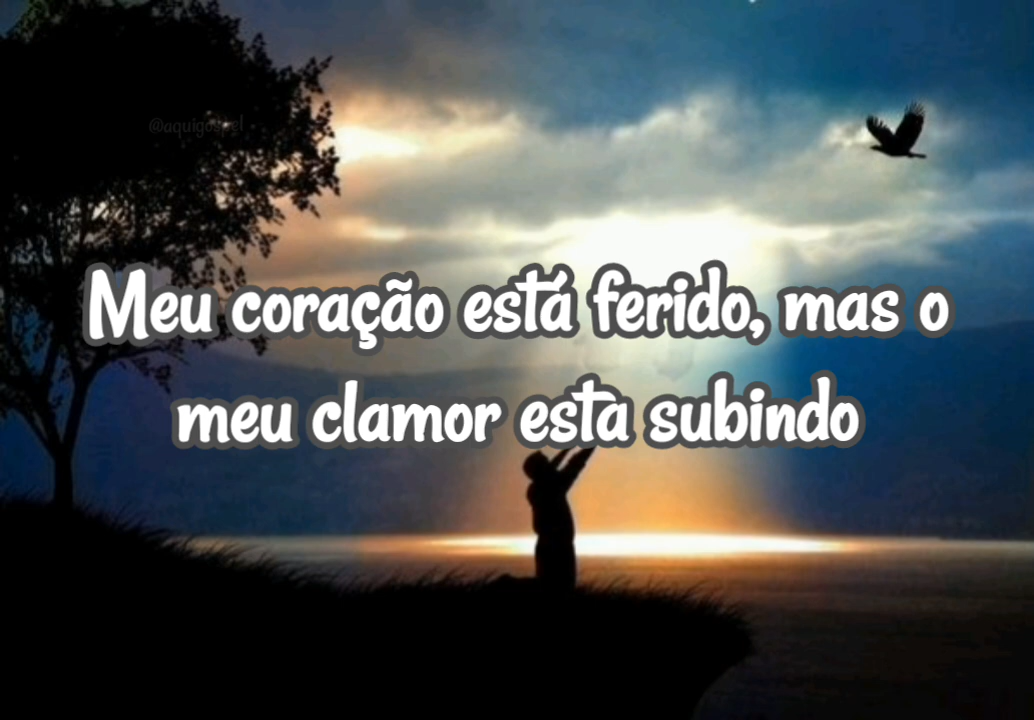 @aquigospel
Meu coração está ferido, mas o
meu clamor esta subindo